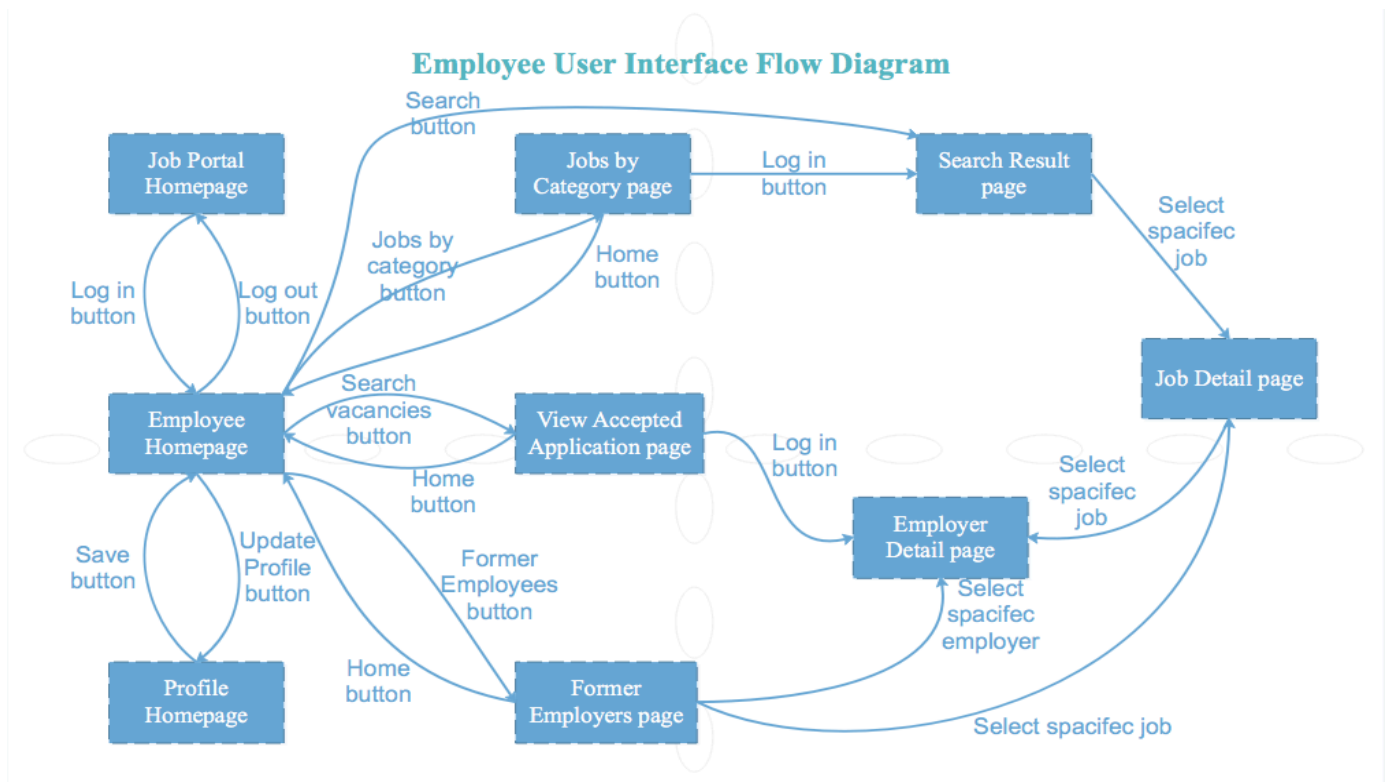 Employee User Interface Flow Diagram
Search
button
Job Portal
Homepage
Jobs by
Category page
Log in
button
Search Result
page
Select
spacifec
job
Jobs by
category
button
Home
button
Log in
button
Log out
button
Job Detail page
Search
vacancies
button
Employee
Homepage
View Accepted
Application page
Log in
button
Home
button
Select
spacifec
job
Employer
Detail page
Save
button
Update
Profile
button
Former
Employees
button
Select
spacifec
employer
Home
button
Profile
Homepage
Former
Employers page
Select spacifec job